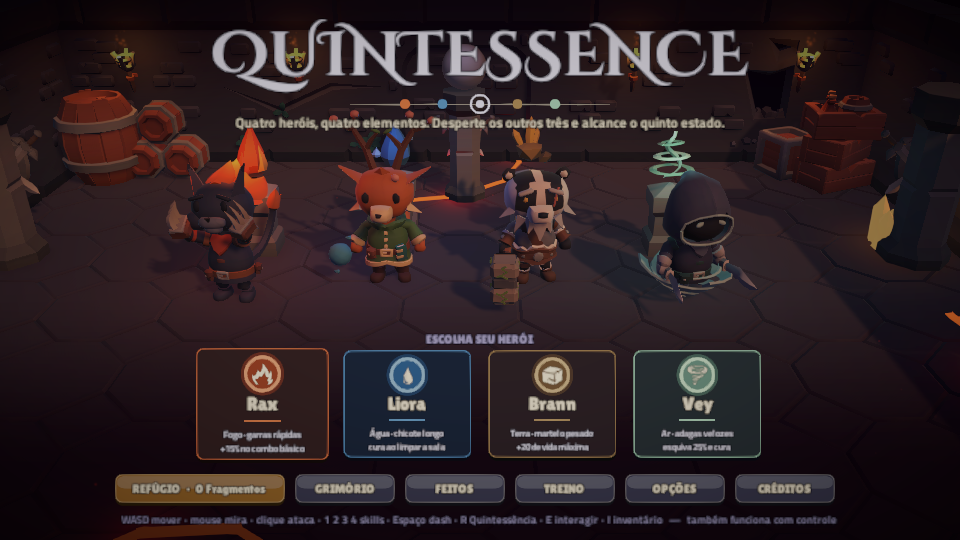 QUINTESSENCE
Quatro heróis, quatro elementos. Desperte os outros três e alcance o quinto estado.
ESCOLHA SEU HERÓI
Rax
Fogo · garras rápidas
+15% no combo básico
Liora
Água · chicote longo
cura ao limpar a sala
Brann
Terra · martelo pesado
+20 de vida máxima
Vey
Ar · adagas velozes
esquiva 25% e cura
REFÚGIO · 0 Fragmentos
GRIMÓRIO
FEITOS
TREINO
OPÇÕES
CRÉDITOS
WASD mover · mouse mira · clique ataca · 1 2 3 4 skills · Espaço dash · R Quintessência · E interagir · I inventário — também funciona com controle